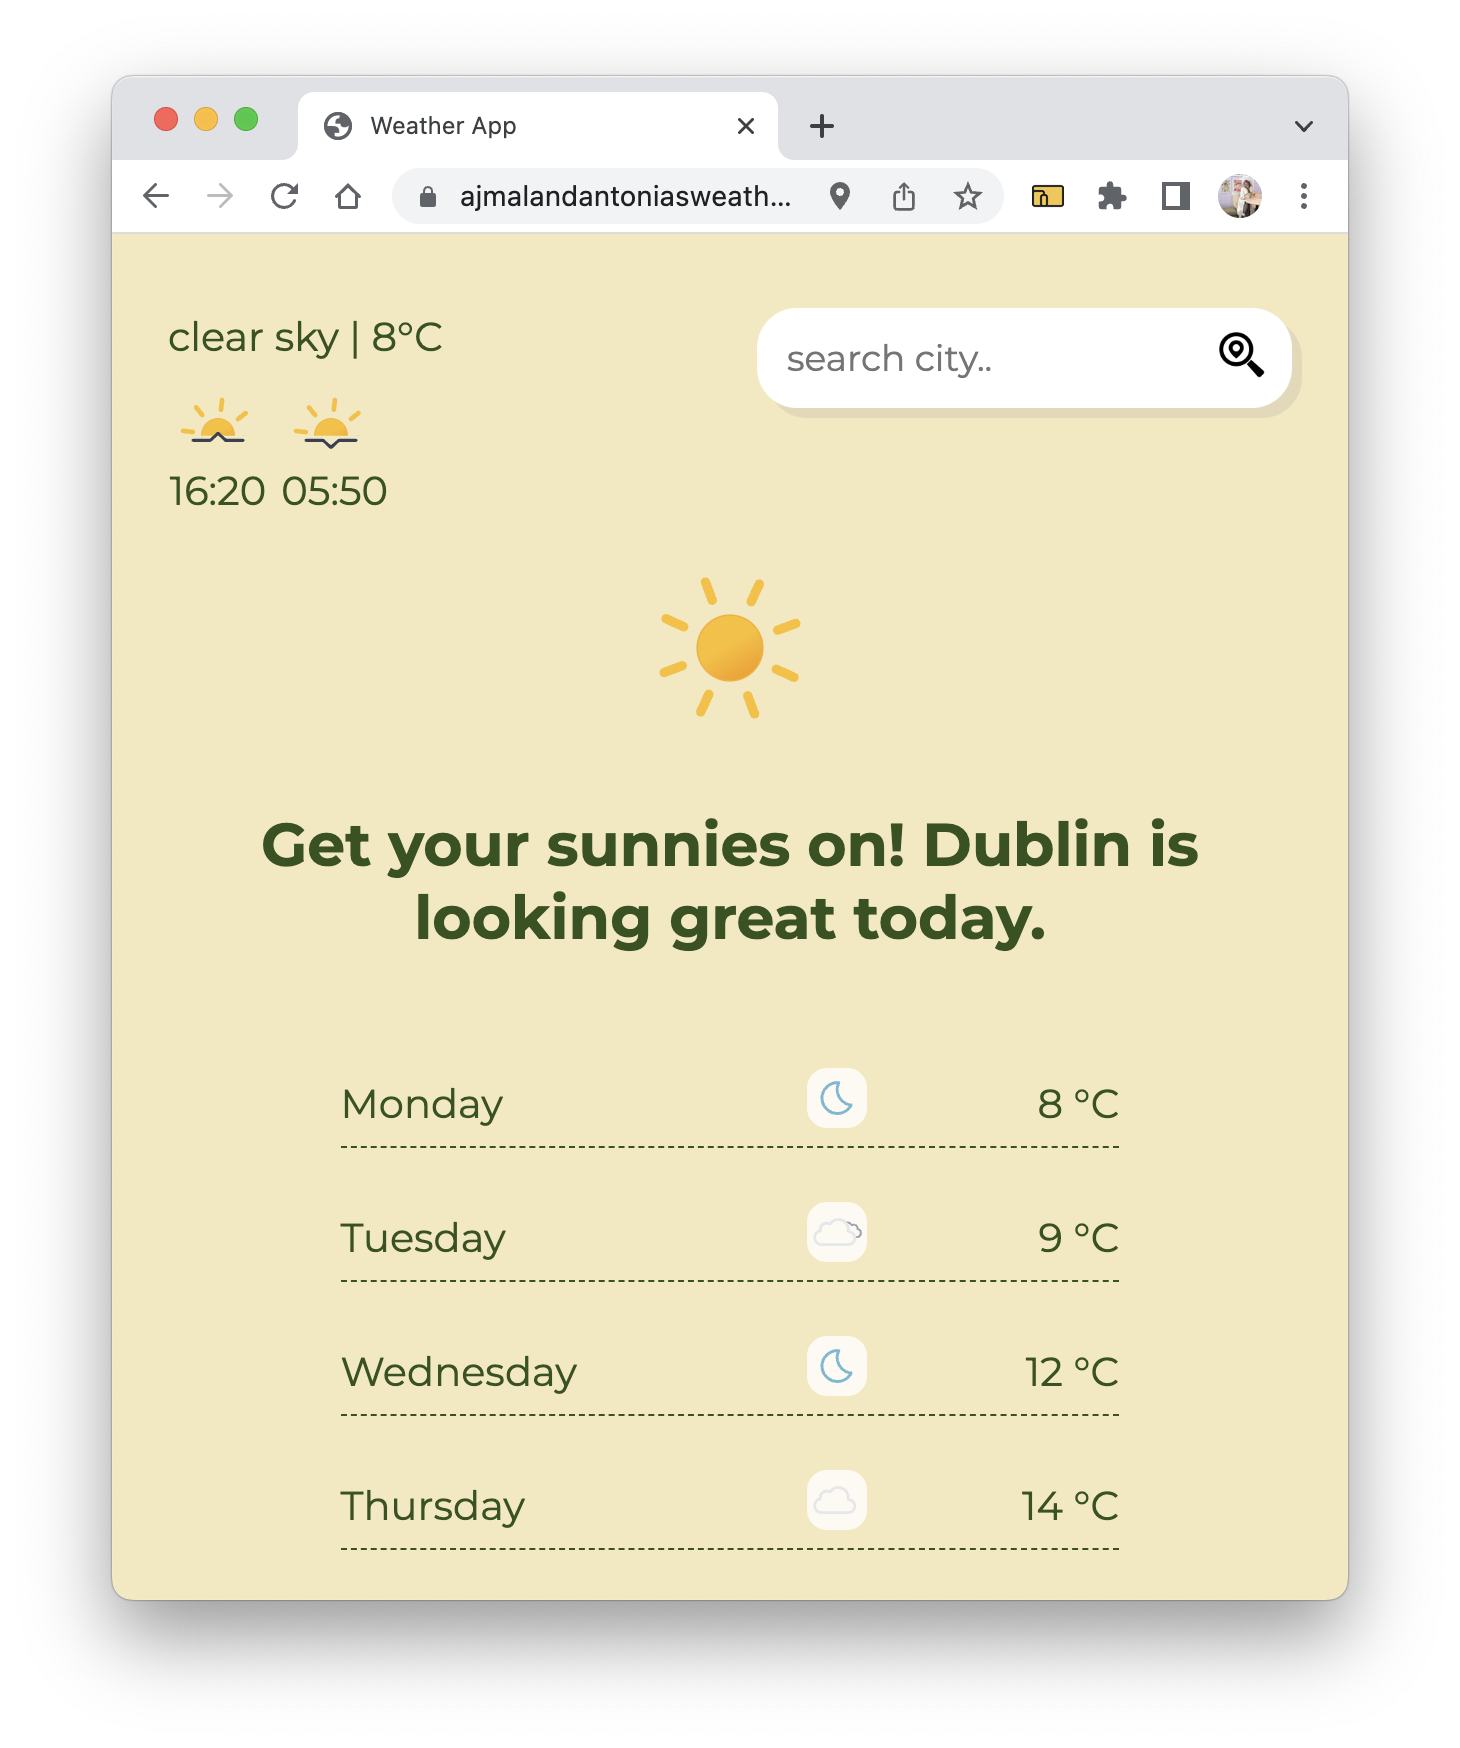 Weather App
ajmalandantoniasweath...
clear sky | 8°C
search city..
16:20 05:50
Get your sunnies on! Dublin is
looking great today.
Monday 8 °C
Tuesday 9 °C
Wednesday 12 °C
Thursday 14 °C